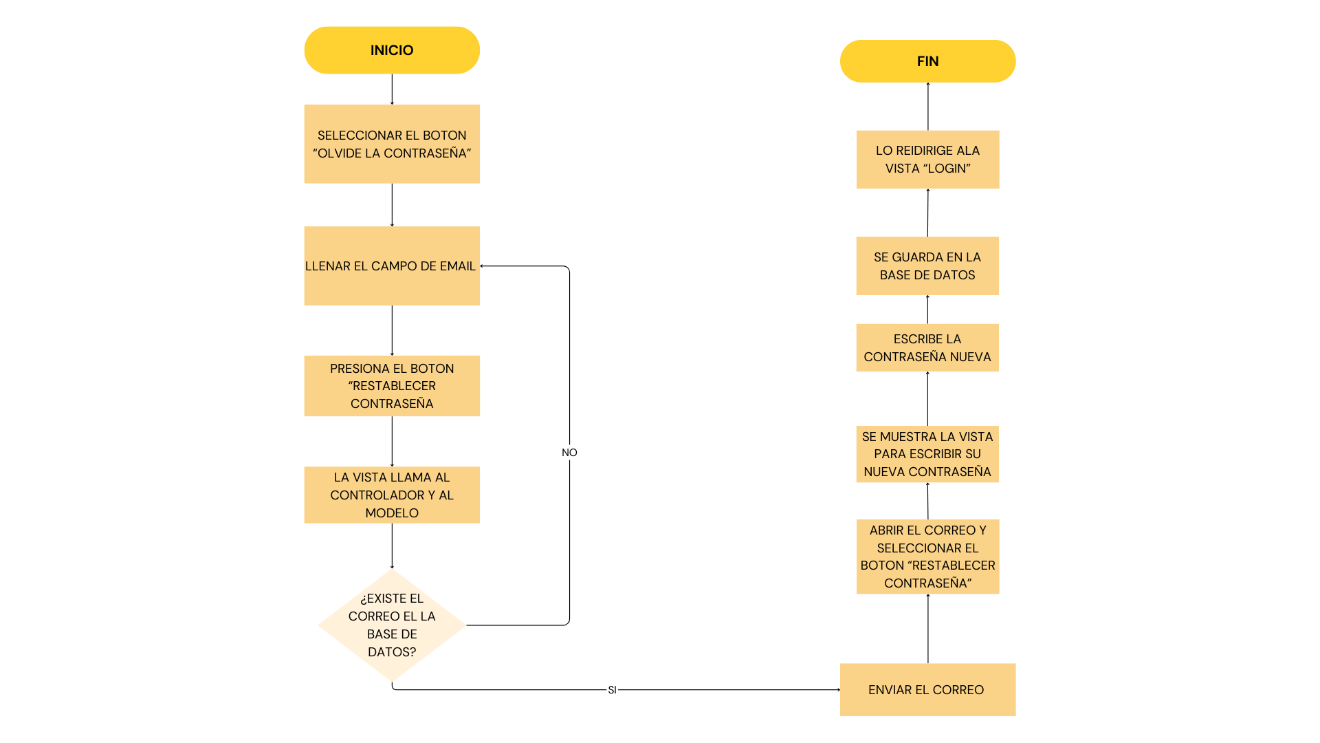 INICIO
SELECCIONAR EL BOTON
“OLVIDE LA CONTRASEÑA”
LLENAR EL CAMPO DE EMAIL
PRESIONA EL BOTON
“RESTABLECER
CONTRASEÑA
LA VISTA LLAMA AL
CONTROLADOR Y AL
MODELO
¿EXISTE EL
CORREO EL LA
BASE DE
DATOS?
NO
SI
ENVIAR EL CORREO
ABRIR EL CORREO Y
SELECCIONAR EL
BOTON “RESTABLECER
CONTRASEÑA”
SE MUESTRA LA VISTA
PARA ESCRIBIR SU
NUEVA CONTRASEÑA
ESCRIBE LA
CONTRASEÑA NUEVA
SE GUARDA EN LA
BASE DE DATOS
LO REIDIRIGE ALA
VISTA “LOGIN”
FIN